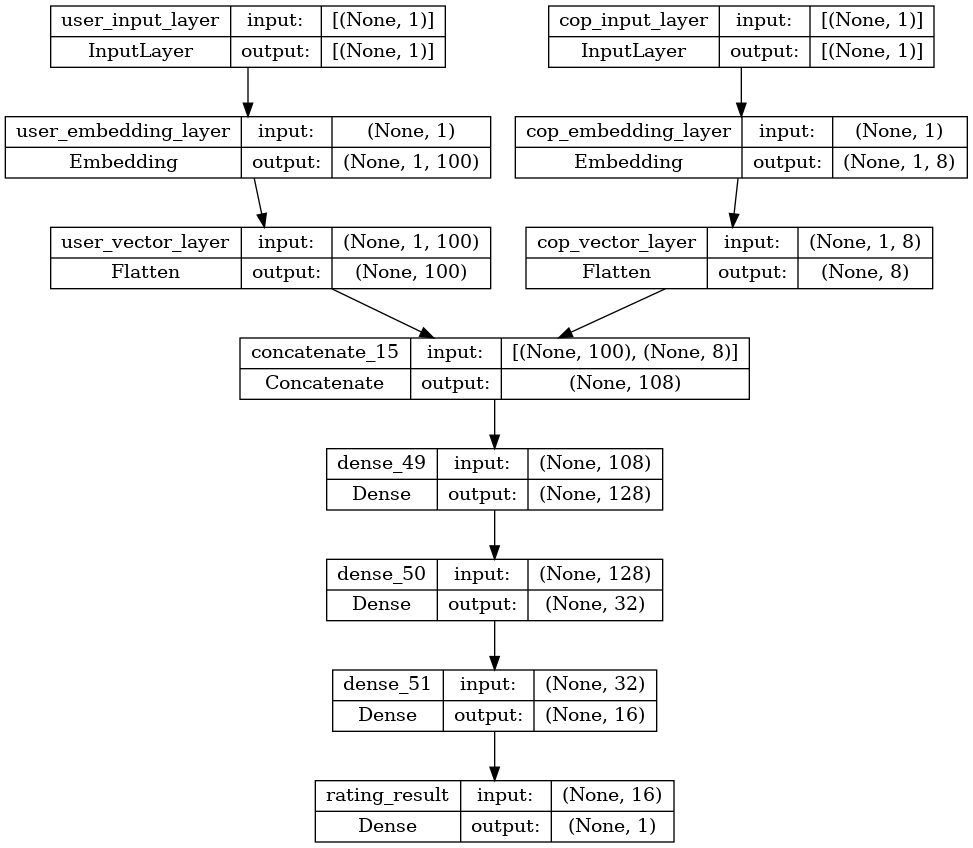 user_input_layer input: [(None, 1)]
InputLayer output: [(None, 1)]
cop_input_layer input: [(None, 1)]
InputLayer output: [(None, 1)]
user_embedding_layer input: (None, 1)
Embedding output: (None, 1, 100)
cop_embedding_layer input: (None, 1)
Embedding output: (None, 1, 8)
user_vector_layer input: (None, 1, 100)
Flatten output: (None, 100)
cop_vector_layer input: (None, 1, 8)
Flatten output: (None, 8)
concatenate_15 input: [(None, 100), (None, 8)]
Concatenate output: (None, 108)
dense_49 input: (None, 108)
Dense output: (None, 128)
dense_50 input: (None, 128)
Dense output: (None, 32)
dense_51 input: (None, 32)
Dense output: (None, 16)
rating_result input: (None, 16)
Dense output: (None, 1)